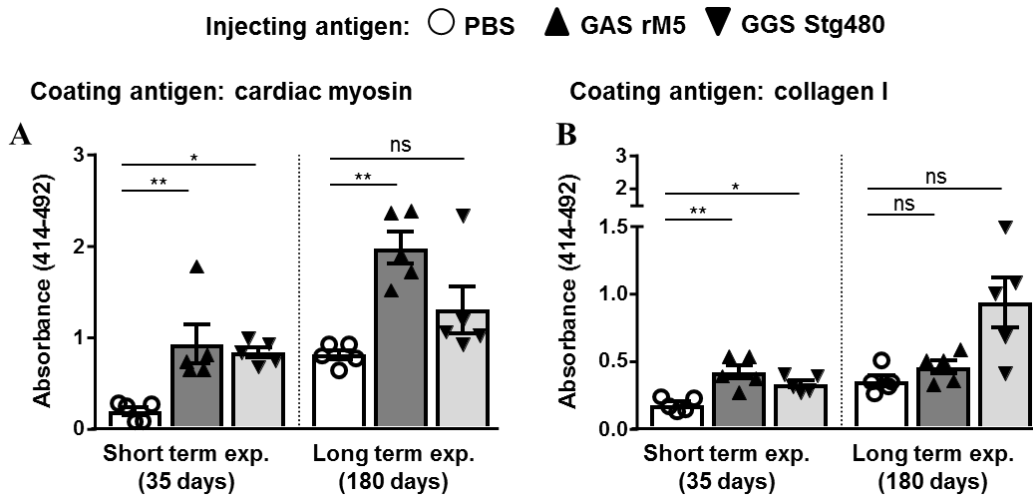 Injecting antigen: PBS GAS rM5 GGS Stg480
Coating antigen: cardiac myosin
A
Absorbance (414-492)
3
2
1
0
*
**
ns
**
Short term exp.
(35 days)
Long term exp.
(180 days)
Coating antigen: collagen I
B
Absorbance (414-492)
3
2
1.5
1.0
0.5
0.0
*
**
ns
ns
Short term exp.
(35 days)
Long term exp.
(180 days)